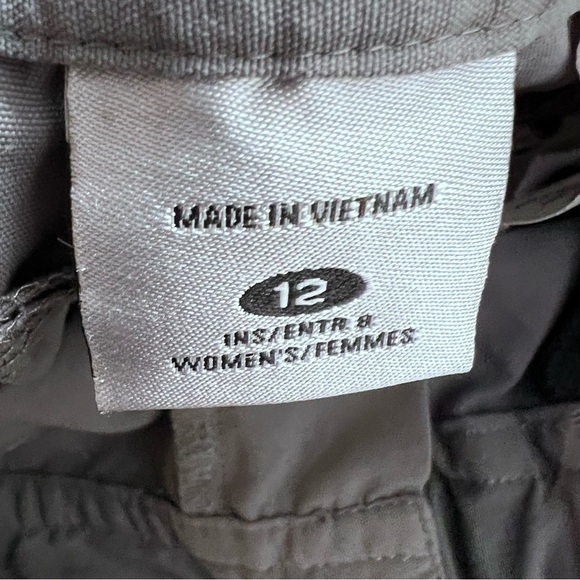 MADE IN VIETNAM
12
INS/ENTR 8
WOMEN'S/FEMMES